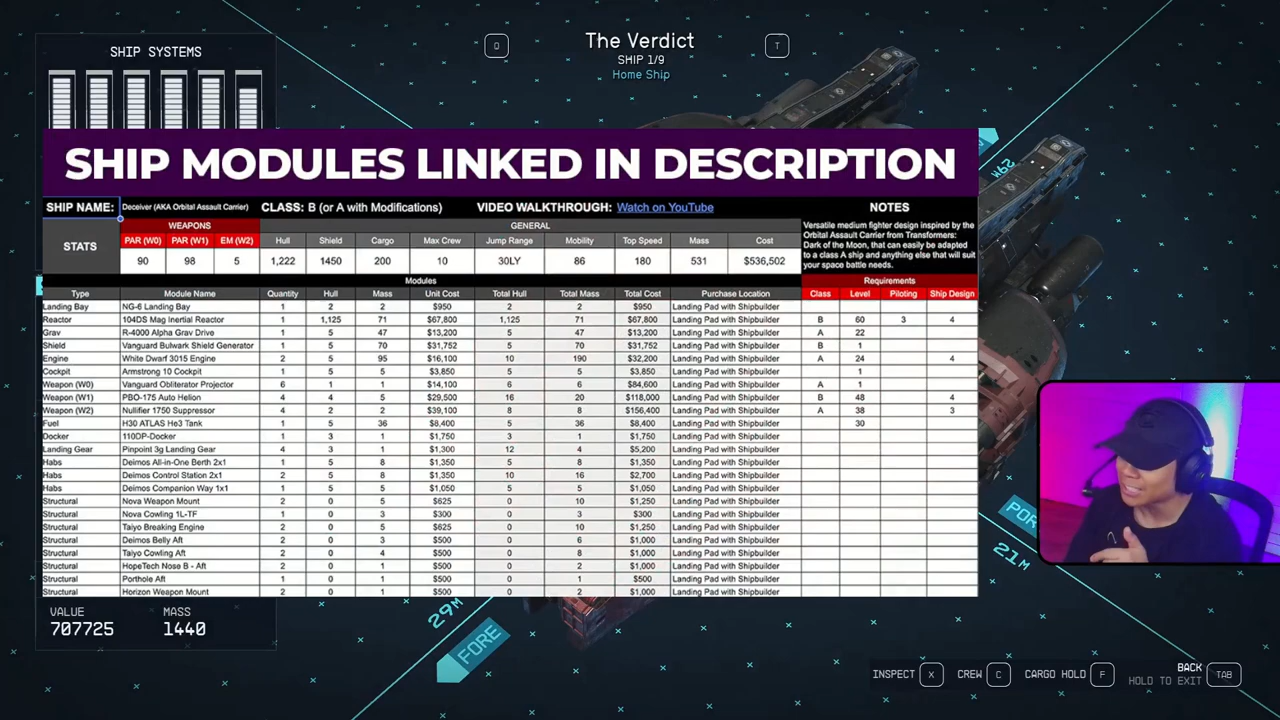 SHIP SYSTEMS
Q
The Verdict
T
SHIP 1/9
Home Ship
62M
SHIP MODULES LINKED IN DESCRIPTION
SHIP NAME: Deceiver (AKA Orbital Assault Carrier) CLASS: B (or A with Modifications) VIDEO WALKTHROUGH: Watch on YouTube NOTES
STATS WEAPONS GENERAL
PAR (W0) PAR (W1) EM (W2) Hull Shield Cargo Max Crew Jump Range Mobility Top Speed Mass Cost
90 98 5 1,222 1450 200 10 30LY 86 180 531 $536,502
Versatile medium fighter design inspired by the
Orbital Assault Carrier from Transformers:
Dark of the Moon, that can easily be adapted
to a class A ship and anything else that will suit
your space battle needs.
Modules Requirements
Type Module Name Quantity Hull Mass Unit Cost Total Hull Total Mass Total Cost Purchase Location Class Level Piloting Ship Design
Landing Bay NG-6 Landing Bay 1 2 2 $950 2 2 $950 Landing Pad with Shipbuilder
Reactor 104DS Mag Inertial Reactor 1 1,125 71 $67,800 1,125 71 $67,800 Landing Pad with Shipbuilder B 60 3 4
Grav R-4000 Alpha Grav Drive 1 5 47 $13,200 5 47 $13,200 Landing Pad with Shipbuilder A 22
Shield Vanguard Bulwark Shield Generator 1 5 70 $31,752 5 70 $31,752 Landing Pad with Shipbuilder B 1
Engine White Dwarf 3015 Engine 2 5 95 $16,100 10 190 $32,200 Landing Pad with Shipbuilder A 24 4
Cockpit Armstrong 10 Cockpit 1 5 5 $3,850 5 5 $3,850 Landing Pad with Shipbuilder 1
Weapon (W0) Vanguard Obliterator Projector 6 1 1 $14,100 6 6 $84,600 Landing Pad with Shipbuilder A 1
Weapon (W1) PBO-175 Auto Helion 4 4 5 $29,500 16 20 $118,000 Landing Pad with Shipbuilder B 48 4
Weapon (W2) Nullifier 1750 Suppressor 4 2 2 $39,100 8 8 $156,400 Landing Pad with Shipbuilder A 38 3
Fuel H30 ATLAS He3 Tank 1 5 36 $8,400 5 36 $8,400 Landing Pad with Shipbuilder 30
Docker 110DP-Docker 1 3 1 $1,750 3 1 $1,750 Landing Pad with Shipbuilder
Landing Gear Pinpoint 3g Landing Gear 4 3 1 $1,300 12 4 $5,200 Landing Pad with Shipbuilder
Habs Deimos All-in-One Berth 2x1 1 5 8 $1,350 5 8 $1,350 Landing Pad with Shipbuilder
Habs Deimos Control Station 2x1 2 5 8 $1,350 10 16 $2,700 Landing Pad with Shipbuilder
Habs Deimos Companion Way 1x1 1 5 5 $1,050 5 5 $1,050 Landing Pad with Shipbuilder
Structural Nova Weapon Mount 2 0 5 $625 0 10 $1,250 Landing Pad with Shipbuilder
Structural Nova Cowling 1L-TF 1 0 3 $300 0 3 $300 Landing Pad with Shipbuilder
Structural Taiyo Breaking Engine 2 0 5 $625 0 10 $1,250 Landing Pad with Shipbuilder
Structural Deimos Belly Aft 2 0 3 $500 0 6 $1,000 Landing Pad with Shipbuilder
Structural Taiyo Cowling Aft 2 0 4 $500 0 8 $1,000 Landing Pad with Shipbuilder
Structural HopeTech Nose B - Aft 2 0 1 $500 0 2 $1,000 Landing Pad with Shipbuilder
Structural Porthole Aft 1 0 1 $500 0 1 $500 Landing Pad with Shipbuilder
Structural Horizon Weapon Mount 2 0 1 $500 0 2 $1,000 Landing Pad with Shipbuilder
VALUE MASS
707725 1440
29M
FORE
21M
INSPECT X CREW C CARGO HOLD F BACK TAB
HOLD TO EXIT